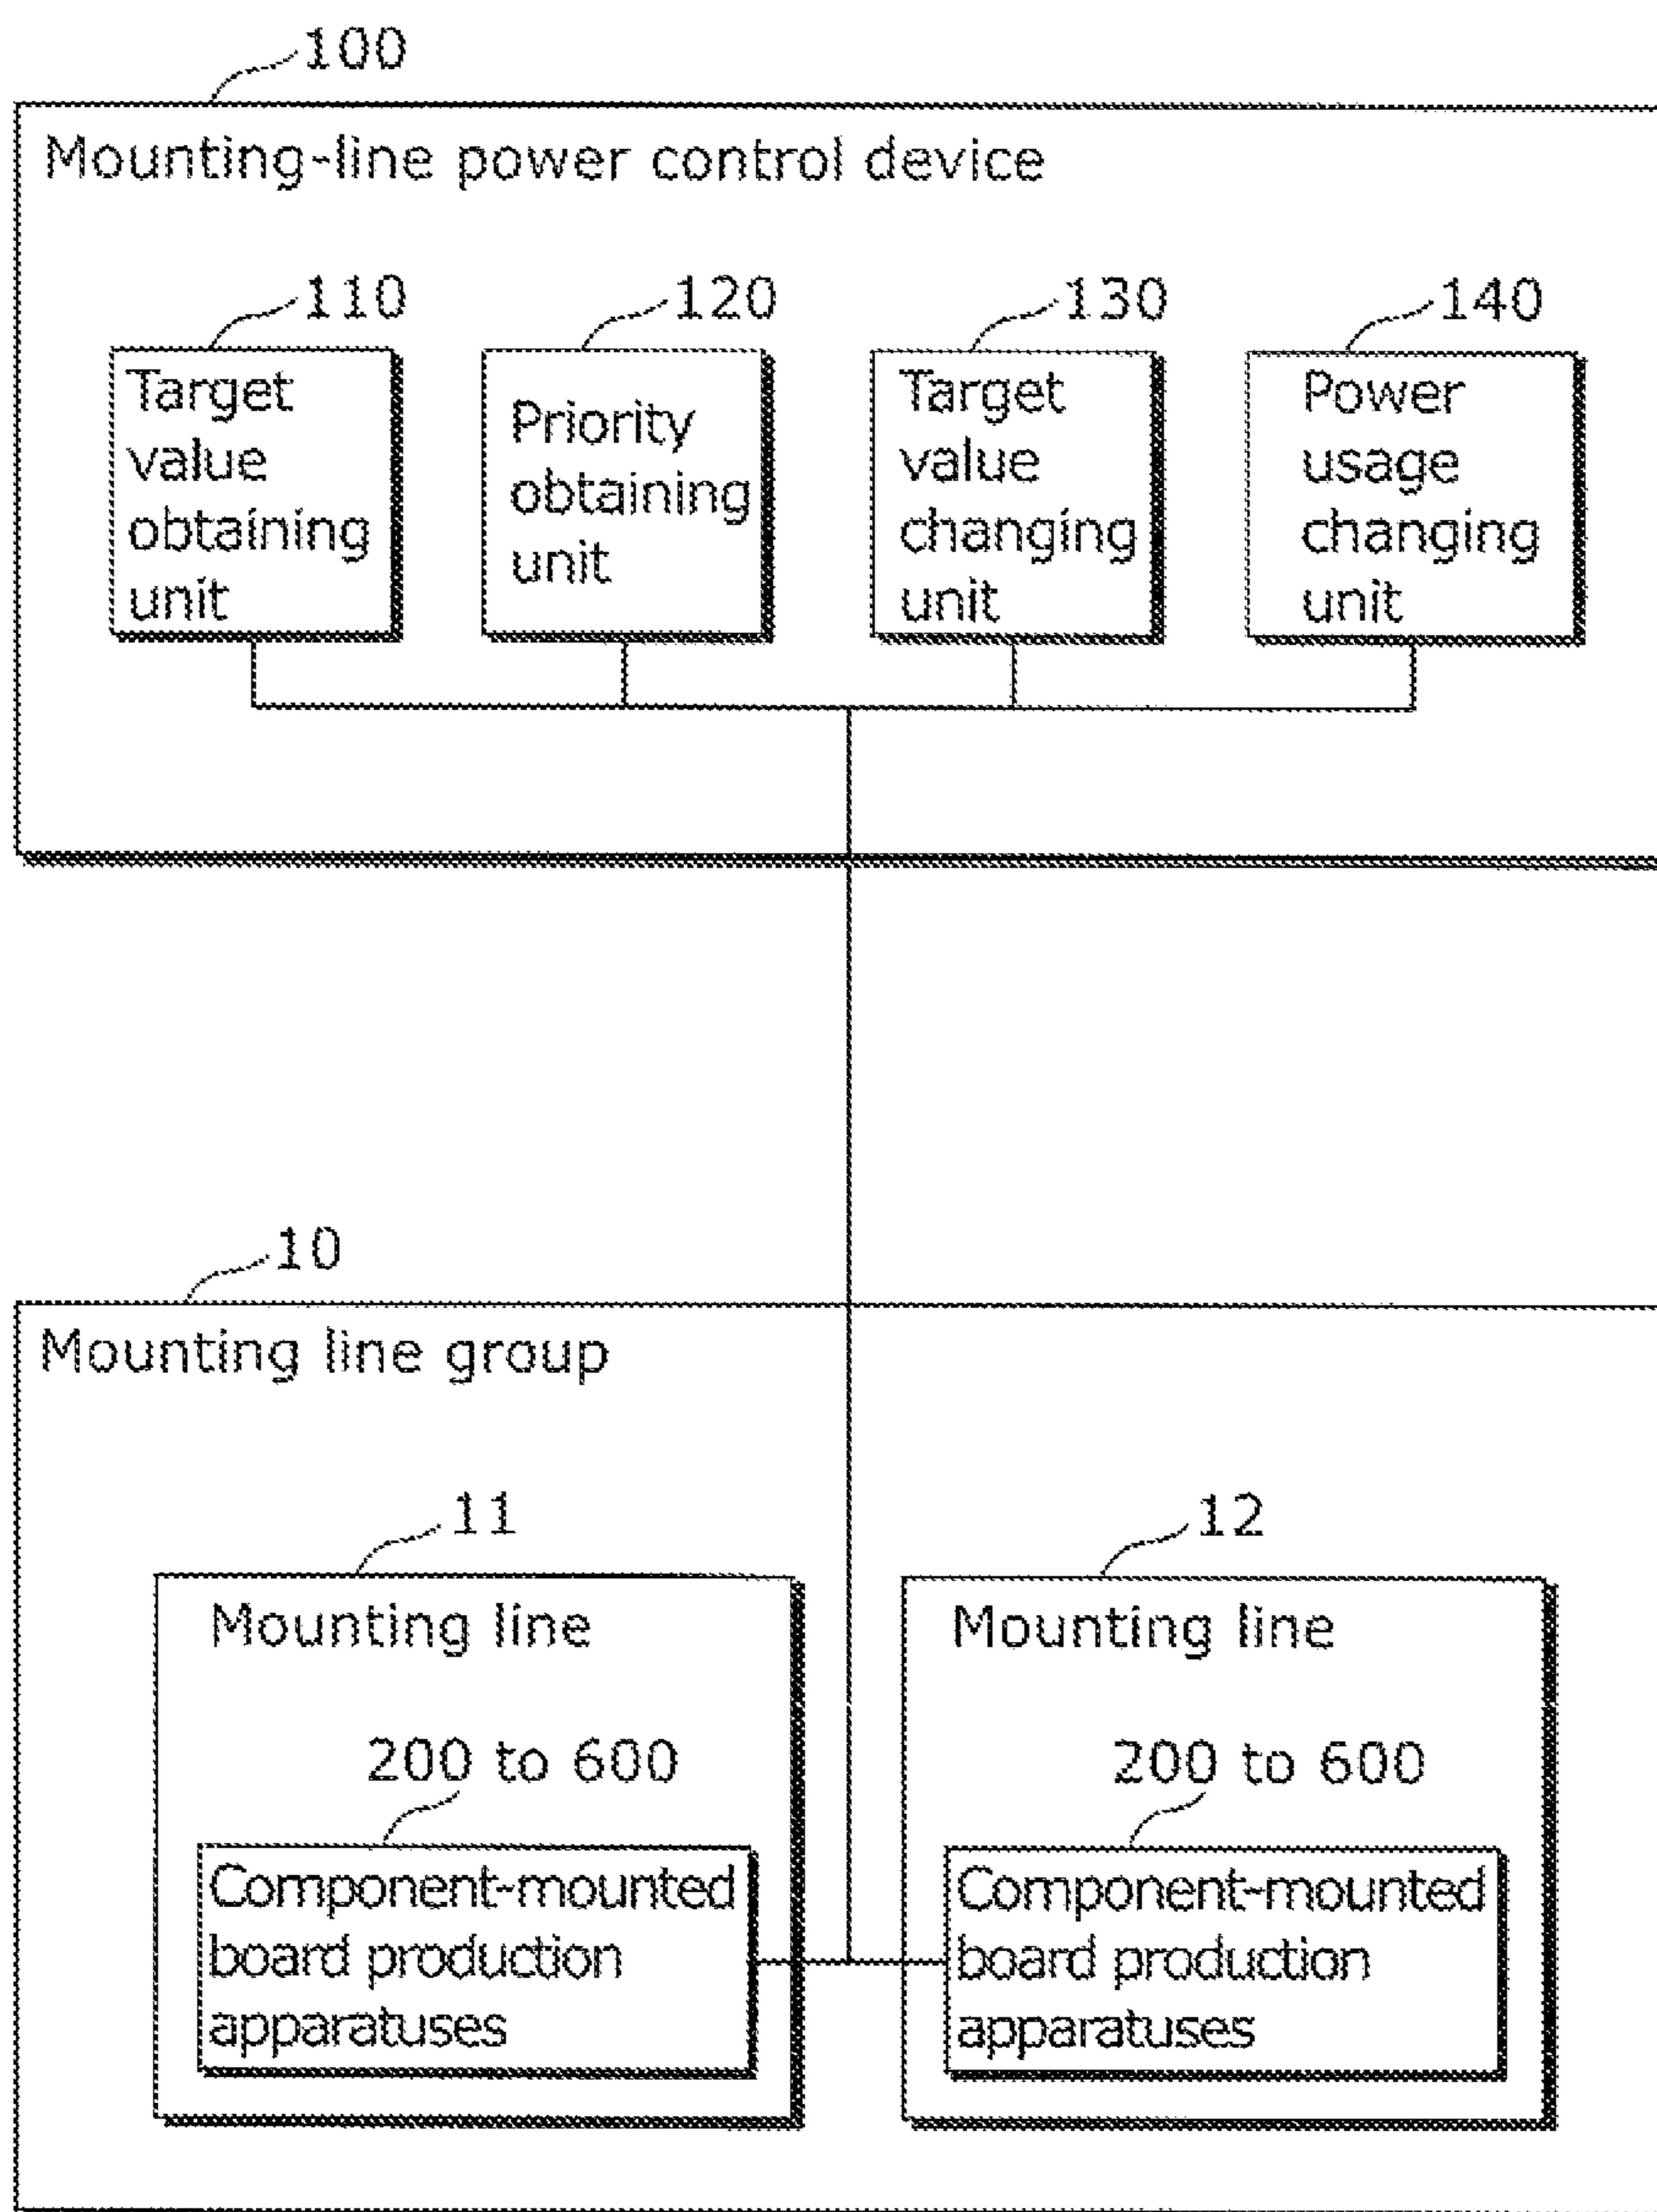 100
Mounting-line power control device
110
120
130
140
Target
value
obtaining
unit
Priority
obtaining
unit
Target
value
changing
unit
Power
usage
changing
unit
10
Mounting line group
11
12
Mounting line
Mounting line
200 to 600
200 to 600
Component-mounted
board production
apparatuses
Component-mounted
board production
apparatuses